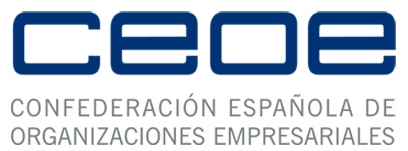 ceoe
CONFEDERACIÓN ESPAÑOLA DE
ORGANIZACIONES EMPRESARIALES